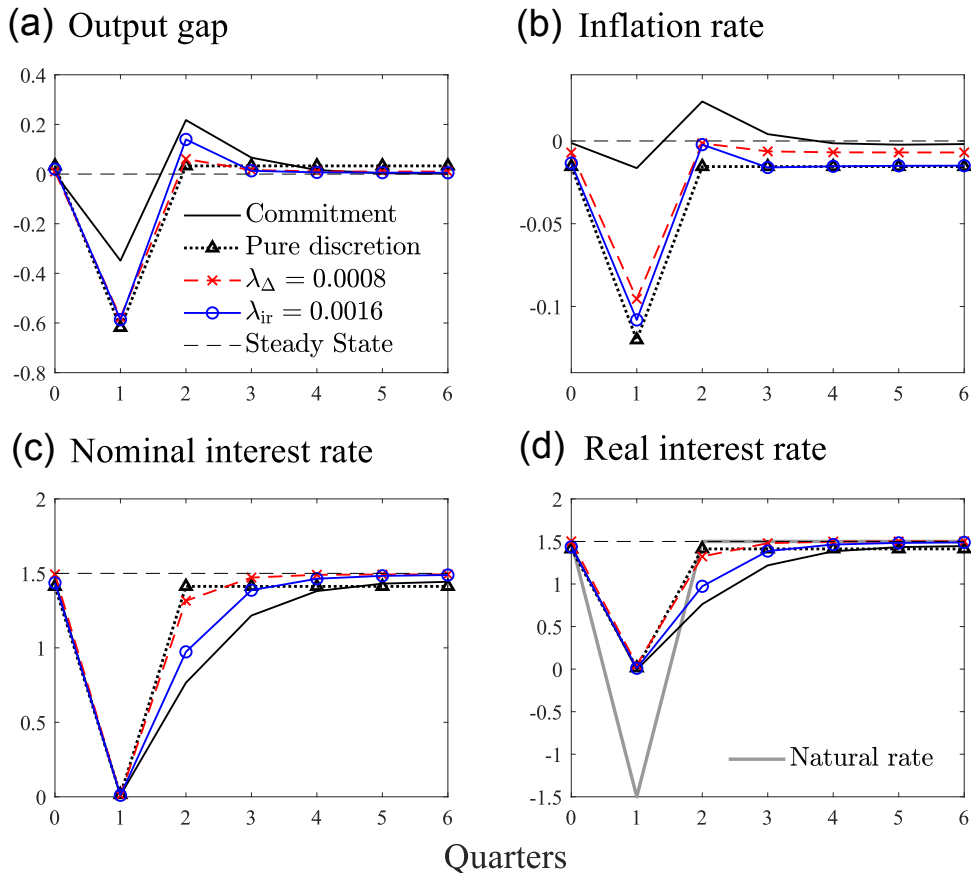 (a) Output gap
0.4
0.2
0
-0.2
-0.4
-0.6
-0.8
Commitment
Pure discretion
λΔ = 0.0008
λir = 0.0016
Steady State
0 1 2 3 4 5 6
(b) Inflation rate
0
-0.05
-0.1
0 1 2 3 4 5 6
(c) Nominal interest rate
2
1.5
1
0.5
0
0 1 2 3 4 5 6
(d) Real interest rate
2
1.5
1
0.5
0
-0.5
-1
-1.5
Natural rate
0 1 2 3 4 5 6
Quarters